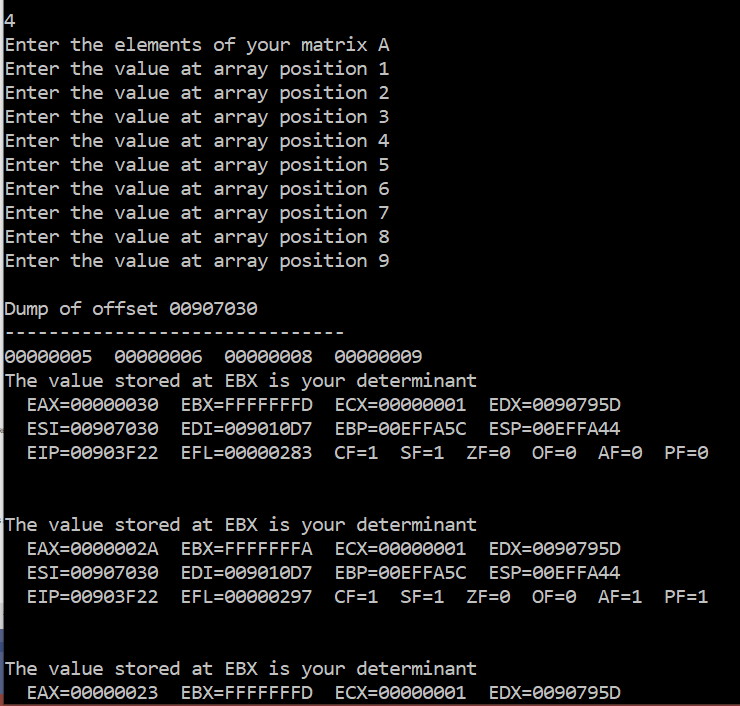 4
Enter the elements of your matrix A
Enter the value at array position 1
Enter the value at array position 2
Enter the value at array position 3
Enter the value at array position 4
Enter the value at array position 5
Enter the value at array position 6
Enter the value at array position 7
Enter the value at array position 8
Enter the value at array position 9
Dump of offset 00907030
-------------------------------
00000005  00000006  00000008  00000009
The value stored at EBX is your determinant
  EAX=00000030  EBX=FFFFFFFD  ECX=00000001  EDX=0090795D
  ESI=00907030  EDI=009010D7  EBP=00EFFA5C  ESP=00EFFA44
  EIP=00903F22  EFL=00000283  CF=1  SF=1  ZF=0  OF=0  AF=0  PF=0
The value stored at EBX is your determinant
  EAX=0000002A  EBX=FFFFFFFA  ECX=00000001  EDX=0090795D
  ESI=00907030  EDI=009010D7  EBP=00EFFA5C  ESP=00EFFA44
  EIP=00903F22  EFL=00000297  CF=1  SF=1  ZF=0  OF=0  AF=1  PF=1
The value stored at EBX is your determinant
  EAX=00000023  EBX=FFFFFFFD  ECX=00000001  EDX=0090795D